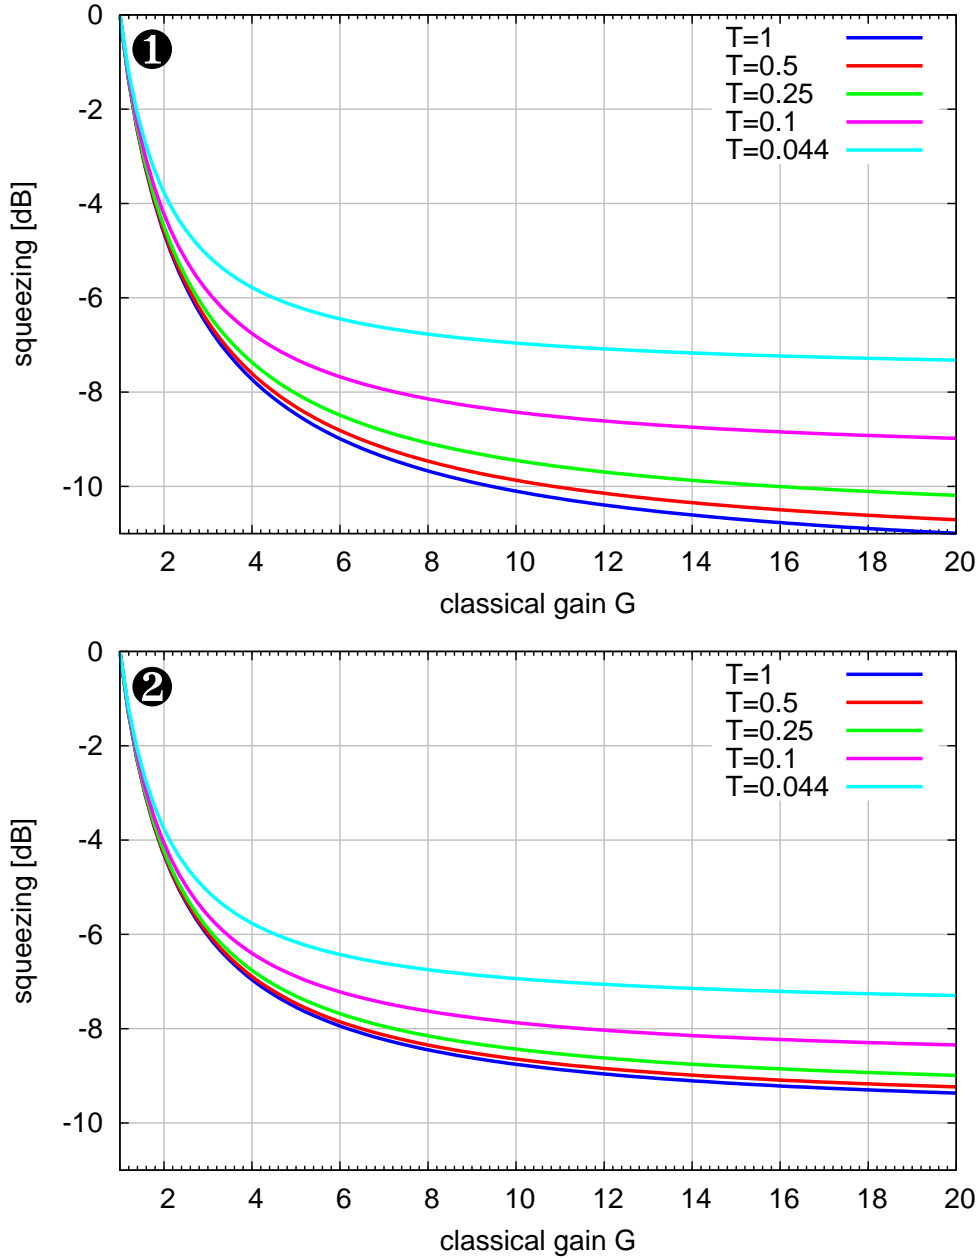 0
-2
-4
-6
-8
-10
squeezing [dB]
❶
T=1
T=0.5
T=0.25
T=0.1
T=0.044
2 4 6 8 10 12 14 16 18 20
classical gain G
0
-2
-4
-6
-8
-10
squeezing [dB]
❷
T=1
T=0.5
T=0.25
T=0.1
T=0.044
2 4 6 8 10 12 14 16 18 20
classical gain G